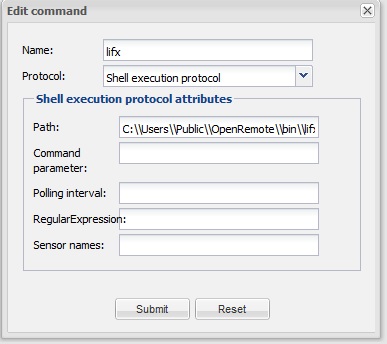 Edit command
Name: lifx
Protocol: Shell execution protocol
Shell execution protocol attributes
Path: C:\\Users\\Public\\OpenRemote\\bin\\lifx
Command
parameter:
Polling interval:
RegularExpression:
Sensor names:
Submit Reset